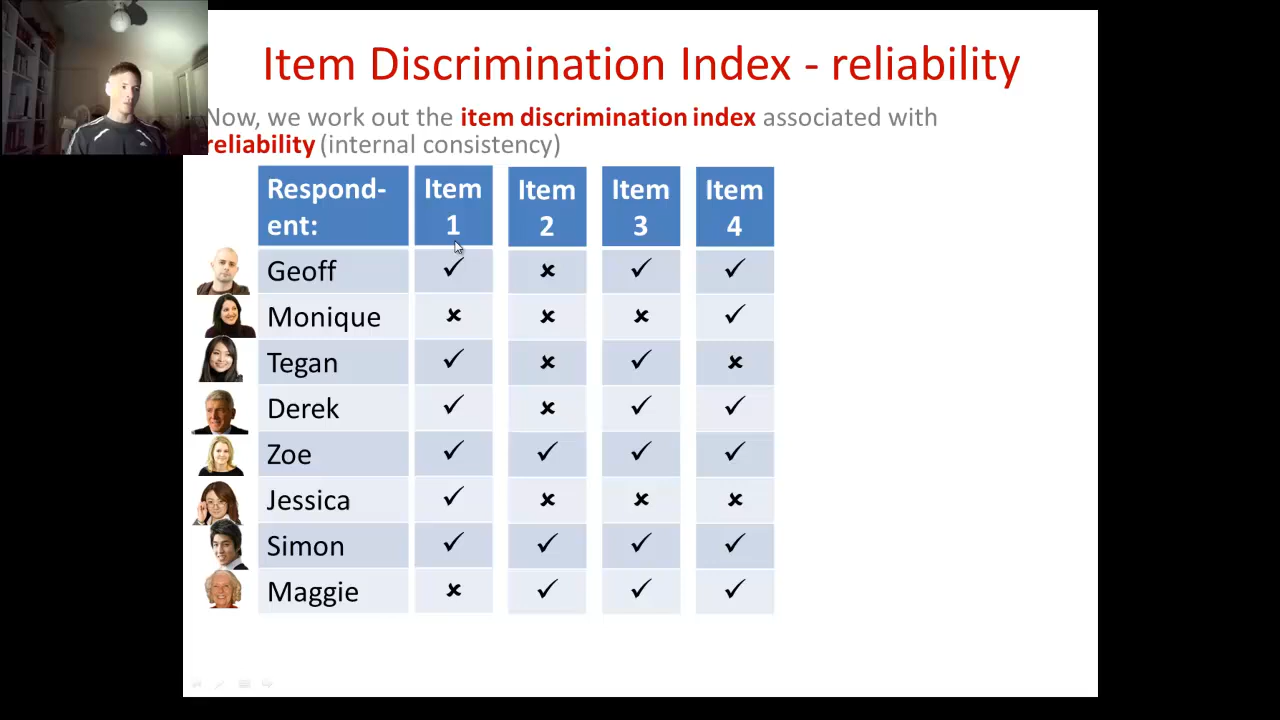 Item Discrimination Index - reliability
Now, we work out the item discrimination index associated with
reliability (internal consistency)
Respond-
ent:
Item
1
Item
2
Item
3
Item
4
Geoff ✓ ✗ ✓ ✓
Monique ✗ ✗ ✗ ✓
Tegan ✓ ✗ ✓ ✗
Derek ✓ ✗ ✓ ✓
Zoe ✓ ✓ ✓ ✓
Jessica ✓ ✗ ✗ ✗
Simon ✓ ✓ ✓ ✓
Maggie ✗ ✓ ✓ ✓